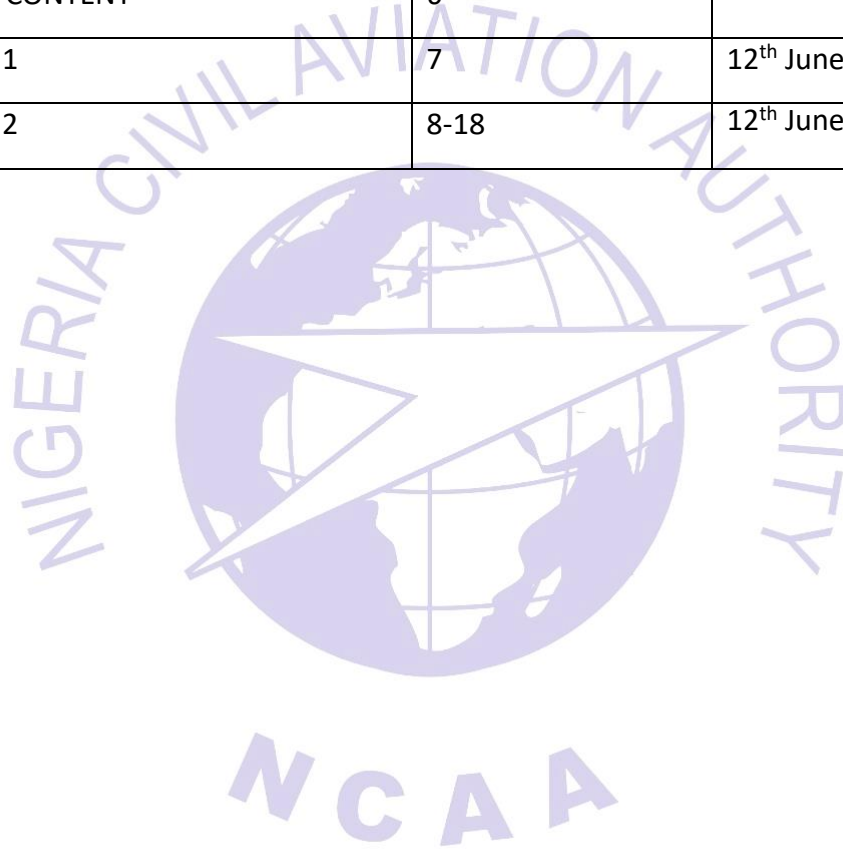 CONTENT
1 7 12th June
2 8-18 12th June
NIGERIA CIVIL AVIATION AUTHORITY
NCAA